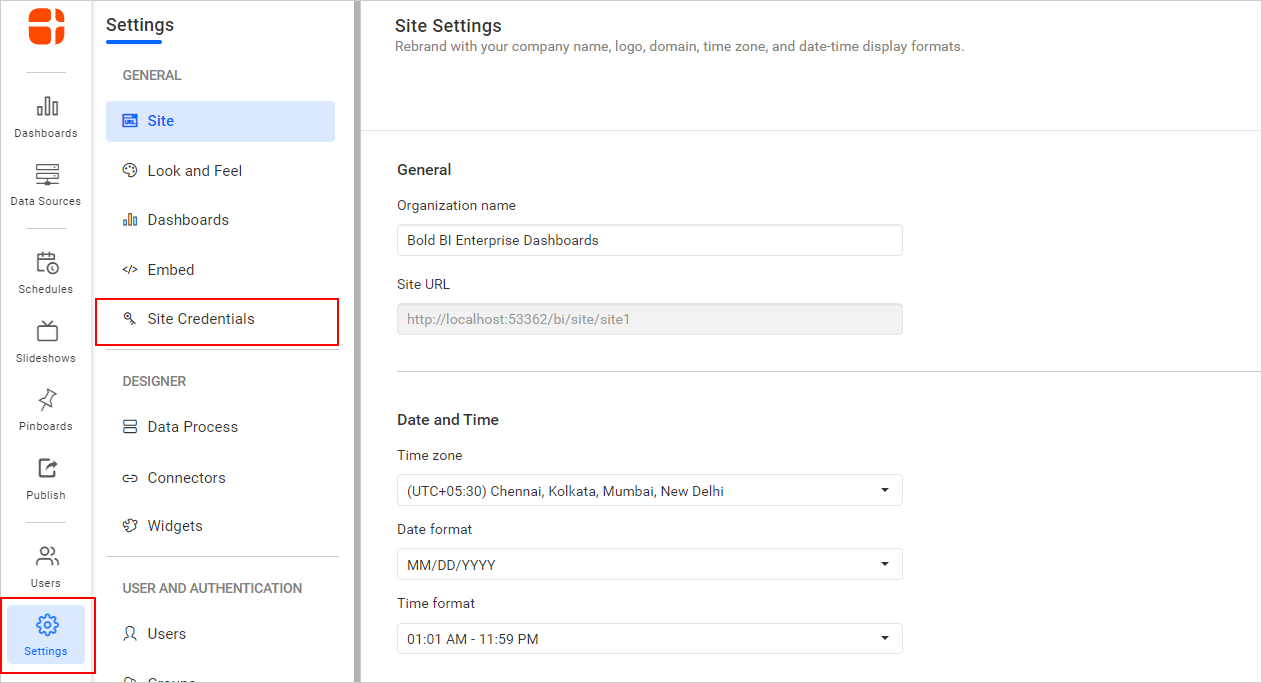 Dashboards
Data Sources
Schedules
Slideshows
Pinboards
Publish
Users
Settings
Settings
GENERAL
URL
Site
Look and Feel
Dashboards
Embed
Site Credentials
DESIGNER
Data Process
Connectors
Widgets
USER AND AUTHENTICATION
Users
Groups
Site Settings
Rebrand with your company name, logo, domain, time zone, and date-time display formats.
General
Organization name
Bold BI Enterprise Dashboards
Site URL
http://localhost:53362/bi/site/site1
Date and Time
Time zone
(UTC+05:30) Chennai, Kolkata, Mumbai, New Delhi
Date format
MM/DD/YYYY
Time format
01:01 AM - 11:59 PM